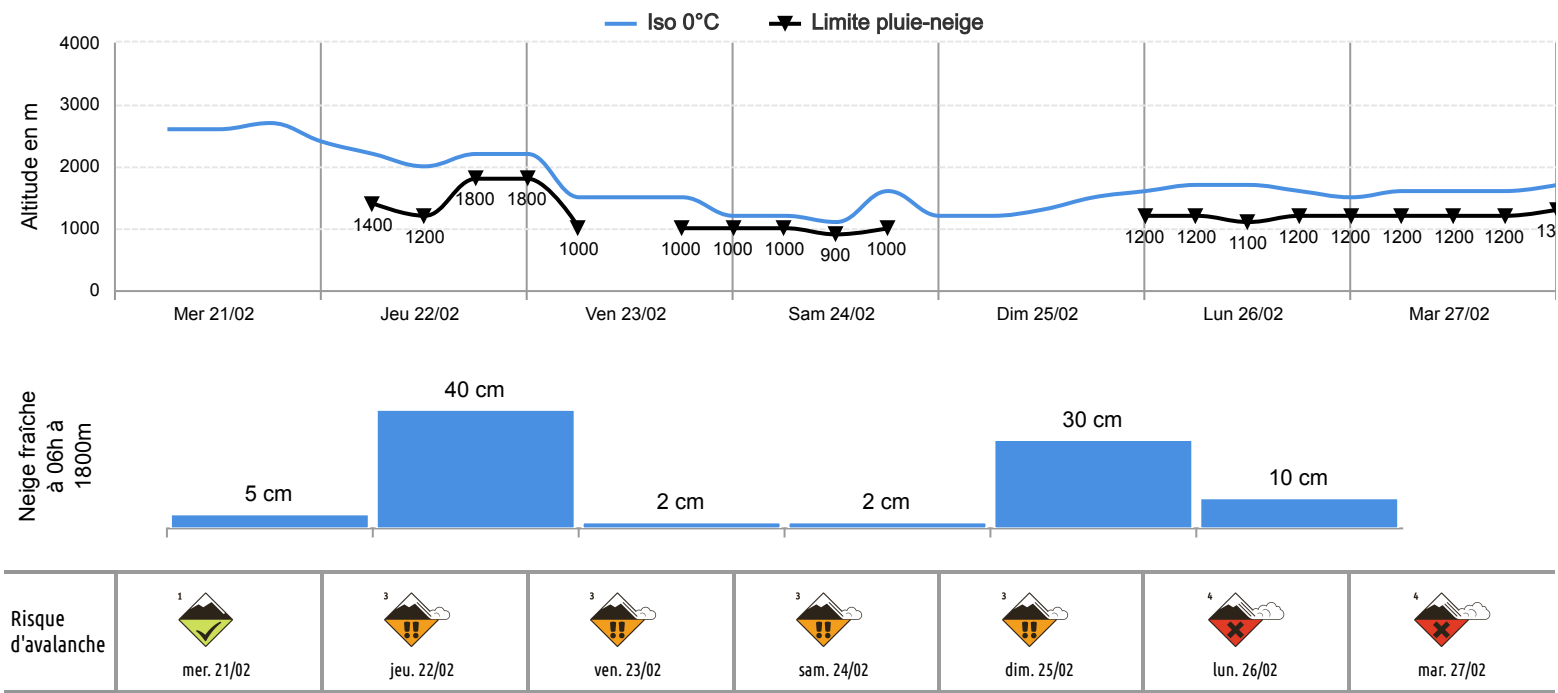 Iso 0°C Limite pluie-neige
Altitude en m
4000
3000
2000
1000
0
1400
1200
1800
1800
1000
1000
1000
1000
900
1000
1200
1200
1100
1200
1200
1200
1200
1200
13
Mer 21/02 Jeu 22/02 Ven 23/02 Sam 24/02 Dim 25/02 Lun 26/02 Mar 27/02
Neige fraîche
à 06h à
1800m
5 cm
40 cm
2 cm
2 cm
30 cm
10 cm
Risque
d'avalanche
1
mer. 21/02
3
!!
jeu. 22/02
3
!!
ven. 23/02
3
!!
sam. 24/02
3
!!
dim. 25/02
4
lun. 26/02
4
mar. 27/02